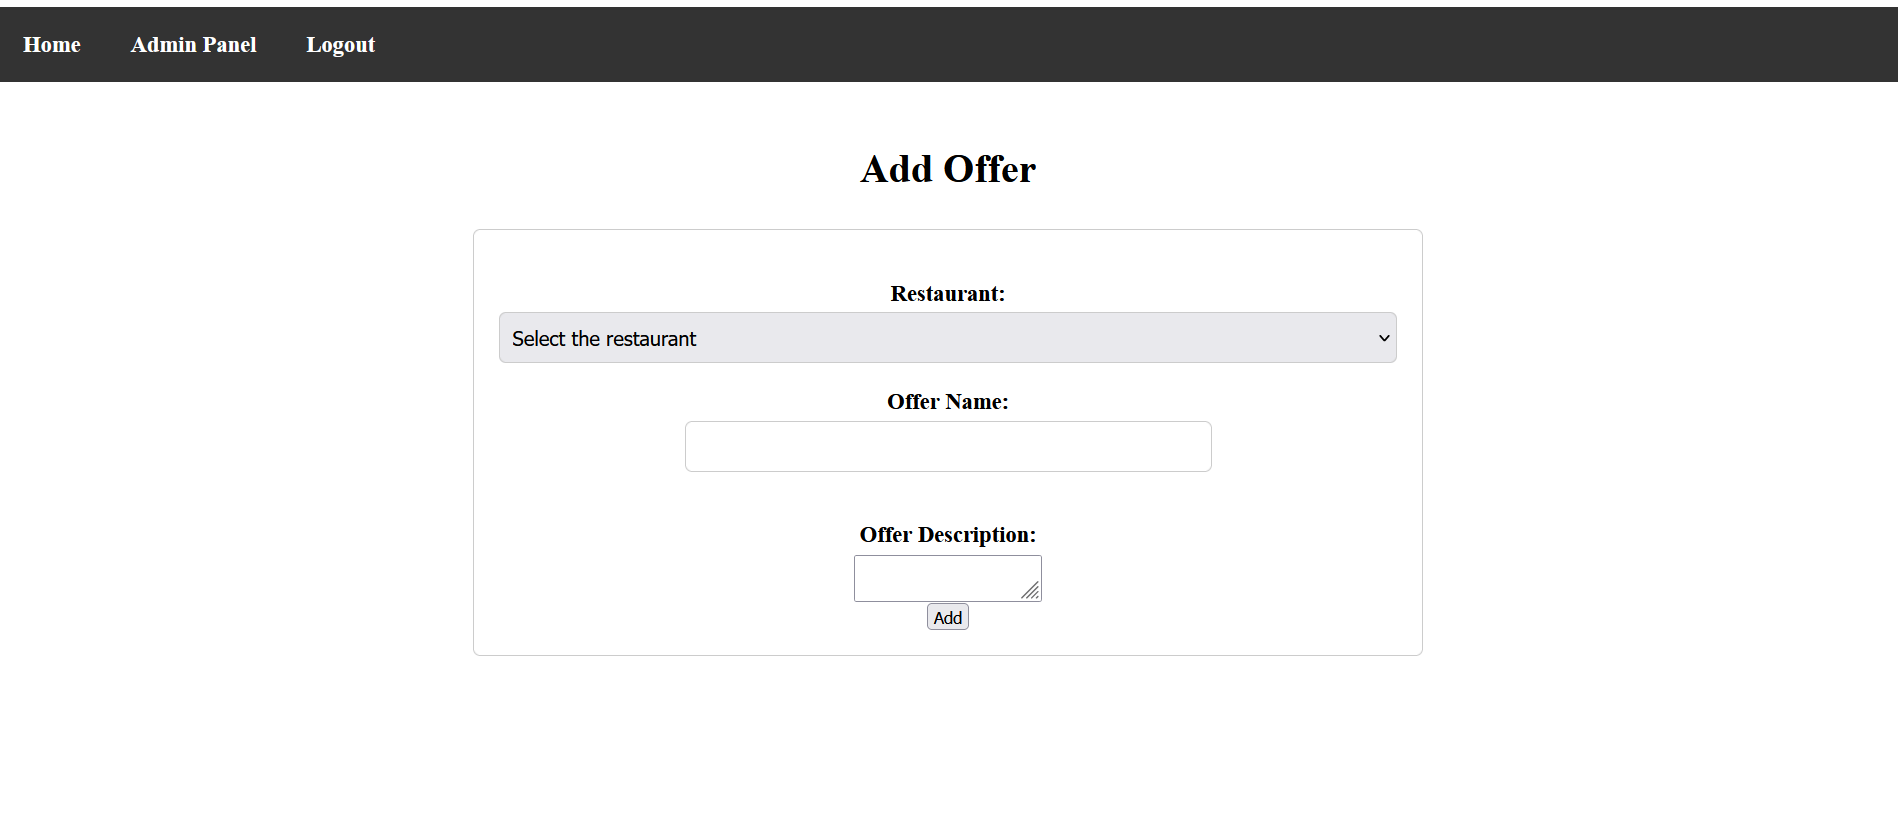 Home Admin Panel Logout
Add Offer
Restaurant:
Select the restaurant
Offer Name:
Offer Description:
Add